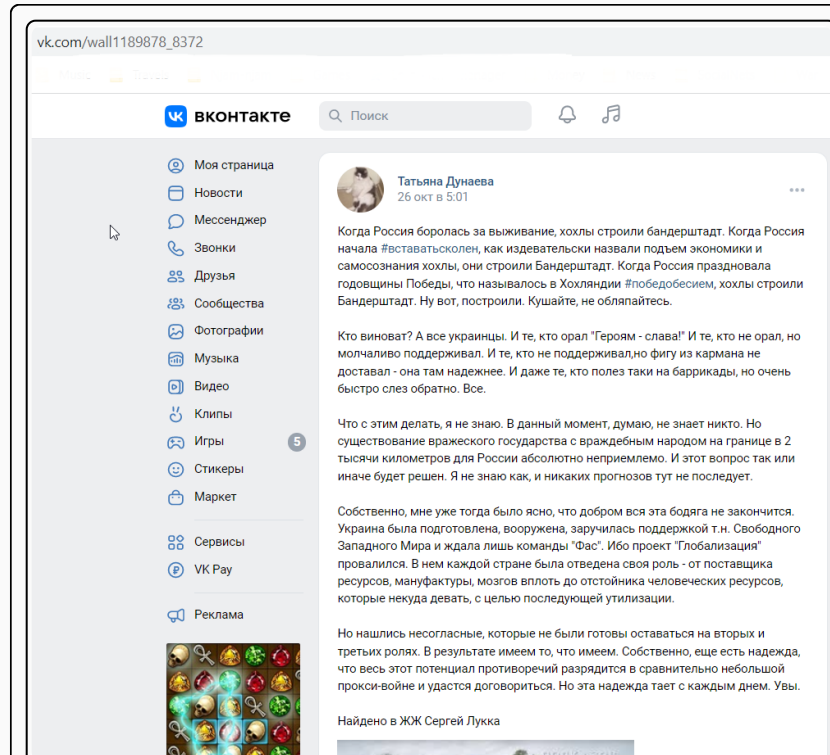 vk.com/wall1189878_8372
вконтакте
Поиск
Моя страница
Новости
Мессенджер
Звонки
Друзья
Сообщества
Фотографии
Музыка
Видео
Клипы
Игры
5
Стикеры
Маркет
Сервисы
VK Pay
Реклама
Татьяна Дунаева
26 окт в 5:01
Когда Россия боролась за выживание, хохлы строили бандерштадт. Когда Россия
начала #вставатьсколен, как издевательски назвали подъем экономики и
самосознания хохлы, они строили Бандерштадт. Когда Россия праздновала
годовщины Победы, что называлось в Хохляндии #победобесием, хохлы строили
Бандерштадт. Ну вот, построили. Кушайте, не обляпайтесь.
Кто виноват? А все украинцы. И те, кто орал "Героям - слава!" И те, кто не орал, но
молчаливо поддерживал. И те, кто не поддерживал,но фигу из кармана не
доставал - она там надежнее. И даже те, кто полез таки на баррикады, но очень
быстро слез обратно. Все.
Что с этим делать, я не знаю. В данный момент, думаю, не знает никто. Но
существование вражеского государства с враждебным народом на границе в 2
тысячи километров для России абсолютно неприемлемо. И этот вопрос так или
иначе будет решен. Я не знаю как, и никаких прогнозов тут не последует.
Собственно, мне уже тогда было ясно, что добром вся эта бодяга не закончится.
Украина была подготовлена, вооружена, заручилась поддержкой т.н. Свободного
Западного Мира и ждала лишь команды "Фас". Ибо проект "Глобализация"
провалился. В нем каждой стране была отведена своя роль - от поставщика
ресурсов, мануфактуры, мозгов вплоть до отстойника человеческих ресурсов,
которые некуда девать, с целью последующей утилизации.
Но нашлись несогласные, которые не были готовы оставаться на вторых и
третьих ролях. В результате имеем то, что имеем. Собственно, еще есть надежда,
что весь этот потенциал противоречий разрядится в сравнительно небольшой
прокси-войне и удастся договориться. Но эта надежда тает с каждым днем. Увы.
Найдено в ЖЖ Сергей Лукка